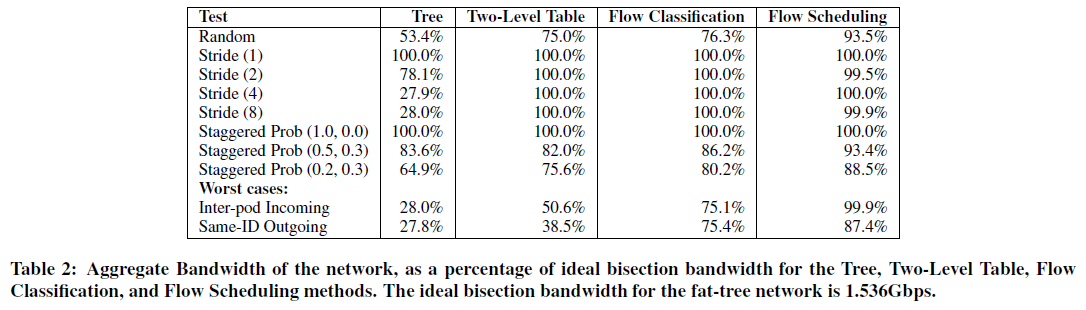 Test Tree Two-Level Table Flow Classification Flow Scheduling
Random 53.4% 75.0% 76.3% 93.5%
Stride (1) 100.0% 100.0% 100.0% 100.0%
Stride (2) 78.1% 100.0% 100.0% 99.5%
Stride (4) 27.9% 100.0% 100.0% 100.0%
Stride (8) 28.0% 100.0% 100.0% 99.9%
Staggered Prob (1.0, 0.0) 100.0% 100.0% 100.0% 100.0%
Staggered Prob (0.5, 0.3) 83.6% 82.0% 86.2% 93.4%
Staggered Prob (0.2, 0.3) 64.9% 75.6% 80.2% 88.5%
Worst cases:
Inter-pod Incoming 28.0% 50.6% 75.1% 99.9%
Same-ID Outgoing 27.8% 38.5% 75.4% 87.4%
Table 2: Aggregate Bandwidth of the network, as a percentage of ideal bisection bandwidth for the Tree, Two-Level Table, Flow
Classification, and Flow Scheduling methods. The ideal bisection bandwidth for the fat-tree network is 1.536Gbps.